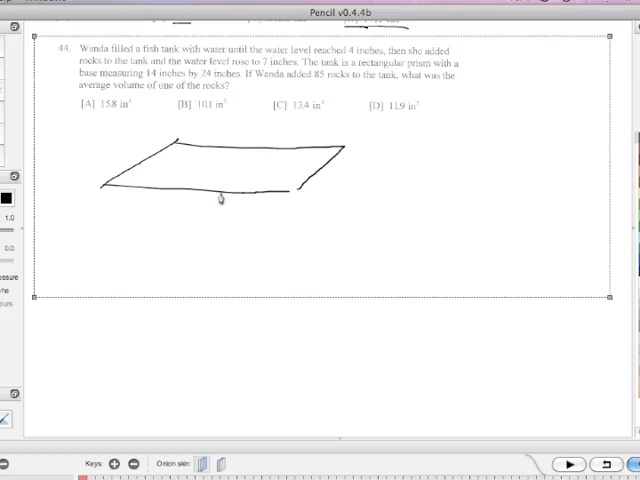 Pencil v0.4.4b
44. Wanda filled a fish tank with water until the water level reached 4 inches, then she added
rocks to the tank and the water level rose to 7 inches. The tank is a rectangular prism with a
base measuring 14 inches by 24 inches. If Wanda added 85 rocks to the tank, what was the
average volume of one of the rocks?
[A] 15.8 in³ [B] 10.1 in³ [C] 13.4 in³ [D] 11.9 in³
1.0
0.0
Keys: Onion skin: